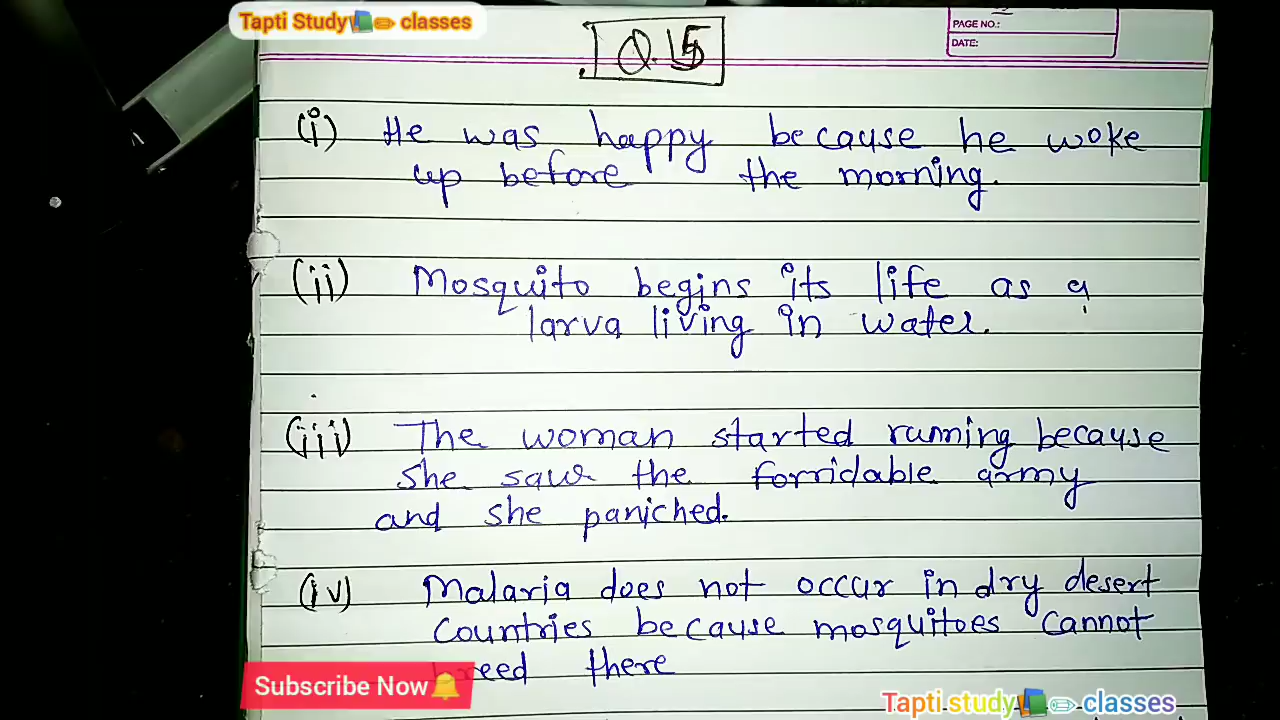 Tapti Study📚✏ classes
PAGE NO.:
DATE:
Q.15
(i) He was happy because he woke
up before the morning.
(ii) Mosquito begins its life as a
larva living in water.
(iii) The woman started running because
she saw the forridable army
and she paniched.
(iv) Malaria does not occur in dry desert
Countries because mosquitoes cannot
breed there
Subscribe Now🔔
Tapti study📚✏ classes